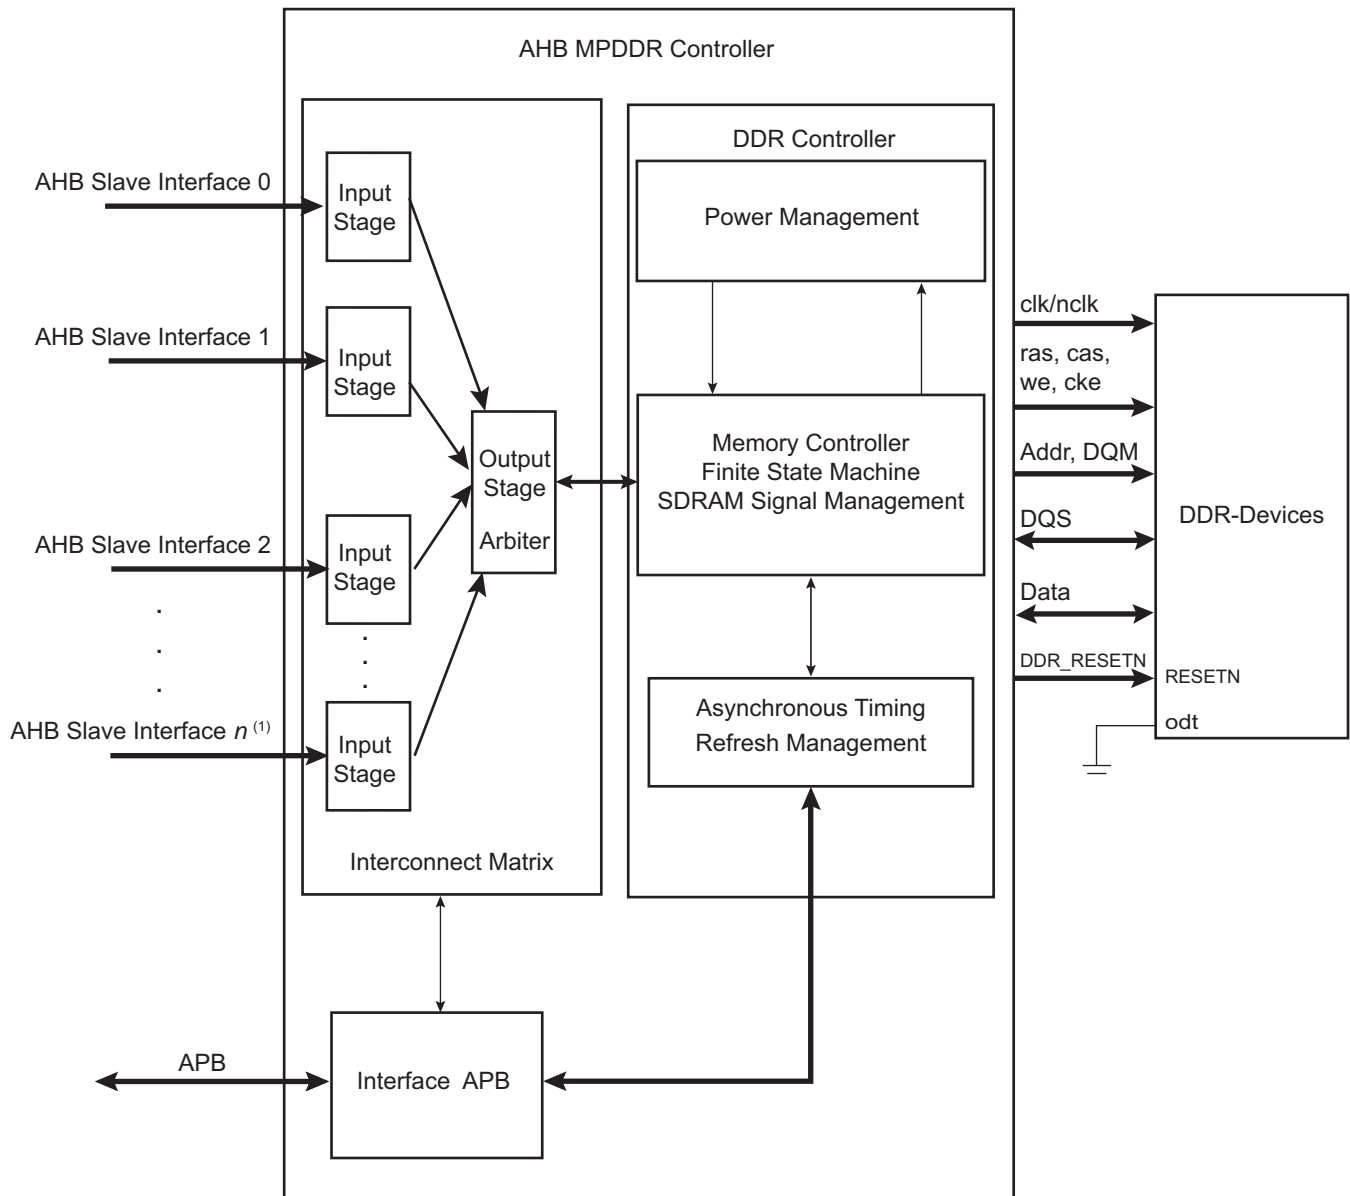 AHB MPDDR Controller
DDR Controller
AHB Slave Interface 0
Input
Stage
Power Management
AHB Slave Interface 1
Input
Stage
Output
Stage
Arbiter
Memory Controller
Finite State Machine
SDRAM Signal Management
AHB Slave Interface 2
Input
Stage
.
.
.
.
.
.
AHB Slave Interface n (1)
Input
Stage
Asynchronous Timing
Refresh Management
Interconnect Matrix
clk/nclk
ras, cas,
we, cke
Addr, DQM
DQS
Data
DDR_RESETN
DDR-Devices
RESETN
odt
APB
Interface APB